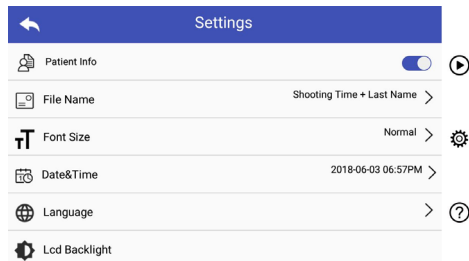 Settings
Patient Info
File Name Shooting Time + Last Name
Font Size Normal
Date&Time 2018-06-03 06:57PM
Language
Lcd Backlight